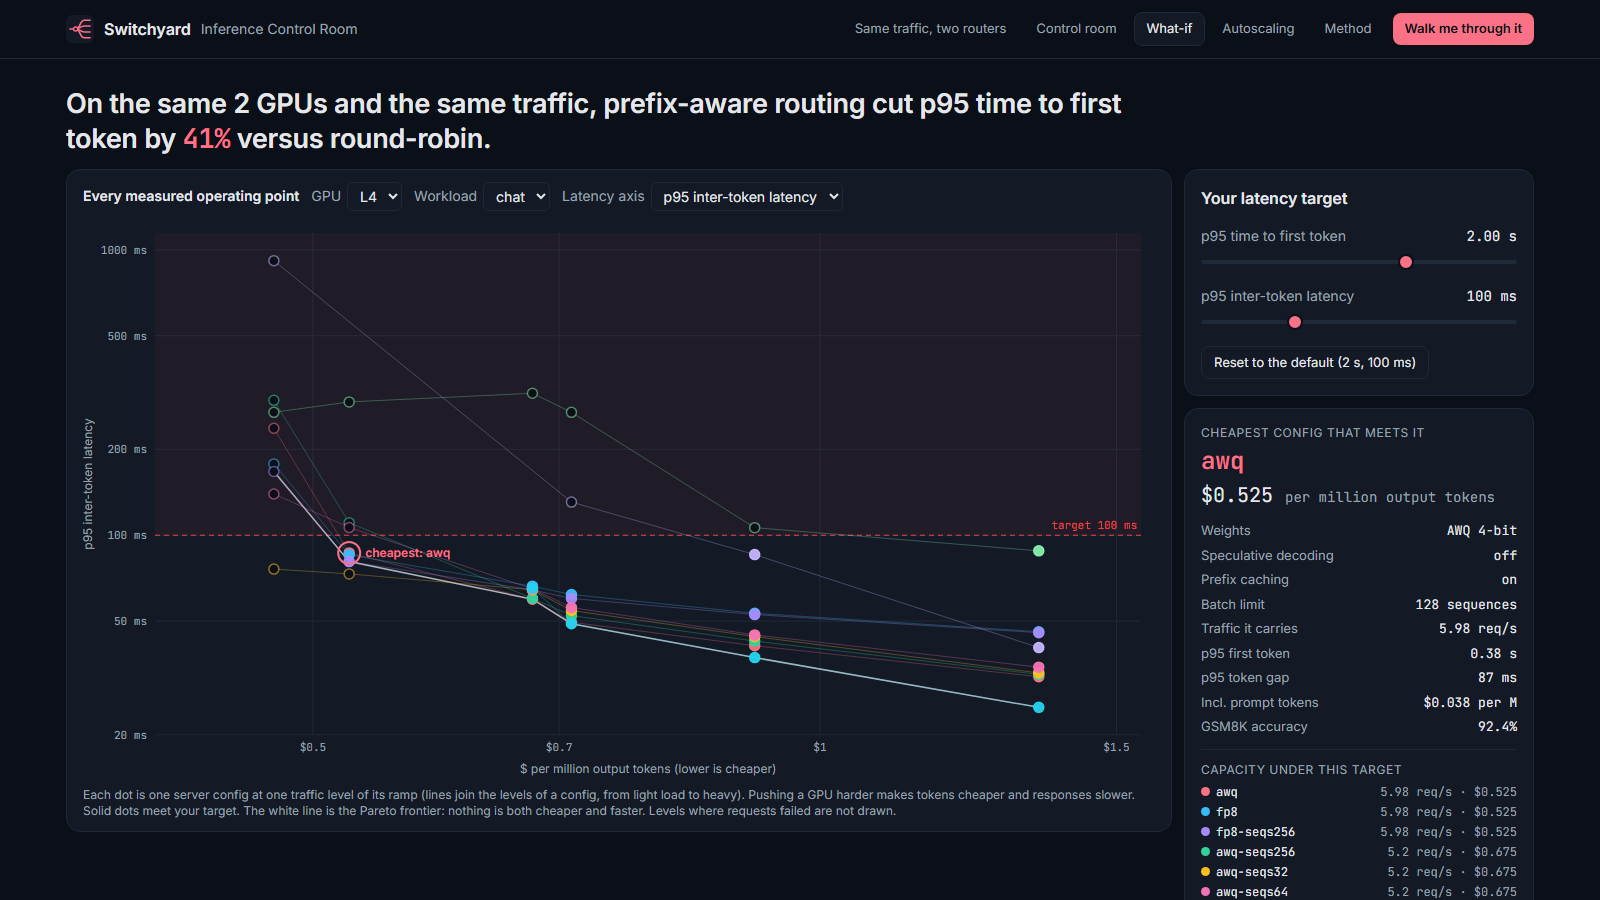 Switchyard Inference Control Room
Same traffic, two routers
Control room
What-if
Autoscaling
Method
Walk me through it
On the same 2 GPUs and the same traffic, prefix-aware routing cut p95 time to first
token by 41% versus round-robin.
Every measured operating point GPU L4 Workload chat Latency axis p95 inter-token latency
1000 ms
500 ms
200 ms
100 ms
50 ms
20 ms
p95 inter-token latency
target 100 ms
cheapest: awq
$0.5 $0.7 $1 $1.5
$ per million output tokens (lower is cheaper)
Each dot is one server config at one traffic level of its ramp (lines join the levels of a config, from light load to heavy). Pushing a GPU harder makes tokens cheaper and responses slower.
Solid dots meet your target. The white line is the Pareto frontier: nothing is both cheaper and faster. Levels where requests failed are not drawn.
Your latency target
p95 time to first token 2.00 s
p95 inter-token latency 100 ms
Reset to the default (2 s, 100 ms)
CHEAPEST CONFIG THAT MEETS IT
awq
$0.525 per million output tokens
Weights AWQ 4-bit
Speculative decoding off
Prefix caching on
Batch limit 128 sequences
Traffic it carries 5.98 req/s
p95 first token 0.38 s
p95 token gap 87 ms
Incl. prompt tokens $0.038 per M
GSM8K accuracy 92.4%
CAPACITY UNDER THIS TARGET
awq 5.98 req/s · $0.525
fp8 5.98 req/s · $0.525
fp8-seqs256 5.98 req/s · $0.525
awq-seqs256 5.2 req/s · $0.675
awq-seqs32 5.2 req/s · $0.675
awq-seqs64 5.2 req/s · $0.675